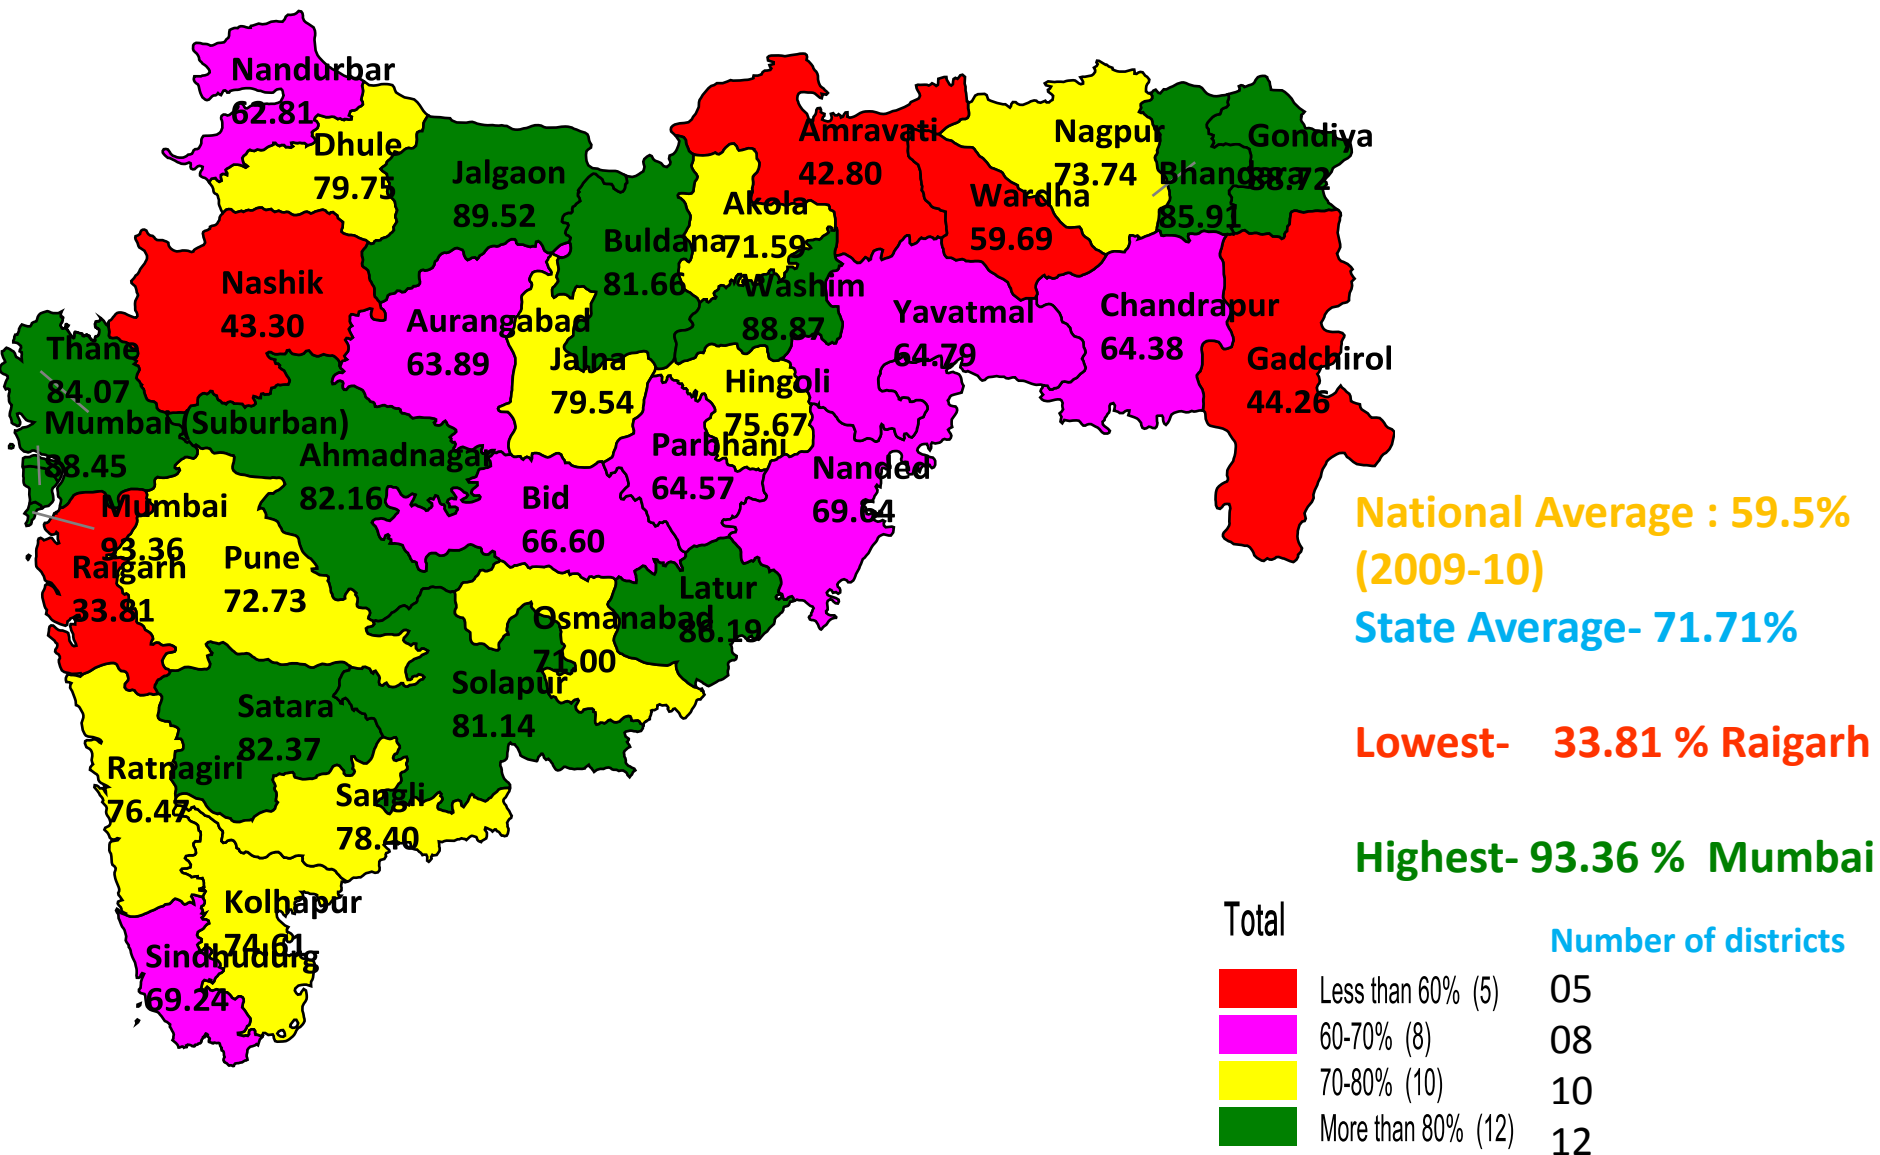 Nandurbar
62.81
Dhule
79.75
Jalgaon
89.52
Amravati
42.80
Nagpur
73.74
Gondiya
88.72
Bhandara
85.91
Wardha
59.69
Akola
71.59
Buldana
81.66
Washim
88.87
Nashik
43.30
Aurangabad
63.89
Jalna
79.54
Yavatmal
64.79
Chandrapur
64.38
Gadchirol
44.26
Thane
84.07
Mumbai (Suburban)
88.45
Hingoli
75.67
Parbhani
64.57
Nanded
69.64
Ahmadnagar
82.16
Bid
66.60
Mumbai
93.36
Raigarh
33.81
Pune
72.73
Latur
86.19
Osmanabad
71.00
Solapur
81.14
Satara
82.37
Ratnagiri
76.47
Sangli
78.40
Kolhapur
74.61
Sindhudurg
69.24
National Average : 59.5%
(2009-10)
State Average- 71.71%
Lowest- 33.81 % Raigarh
Highest- 93.36 % Mumbai
Total
Number of districts
Less than 60% (5) 05
60-70% (8) 08
70-80% (10) 10
More than 80% (12) 12